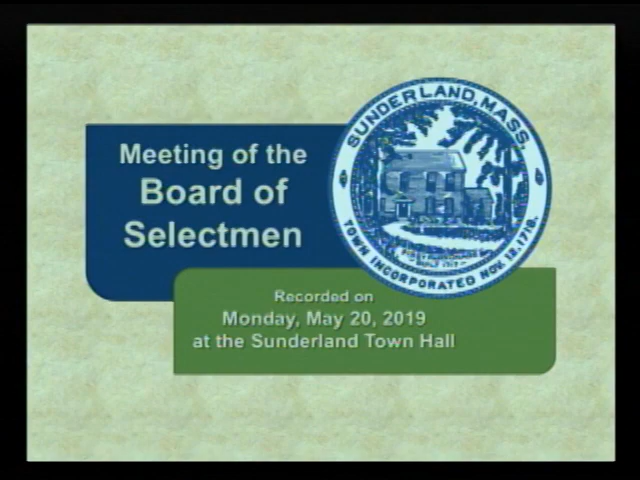 Meeting of the
Board of
Selectmen
SUNDERLAND, MASS.
TOWN INCORPORATED NOV. 12, 1718.
Recorded on
Monday, May 20, 2019
at the Sunderland Town Hall